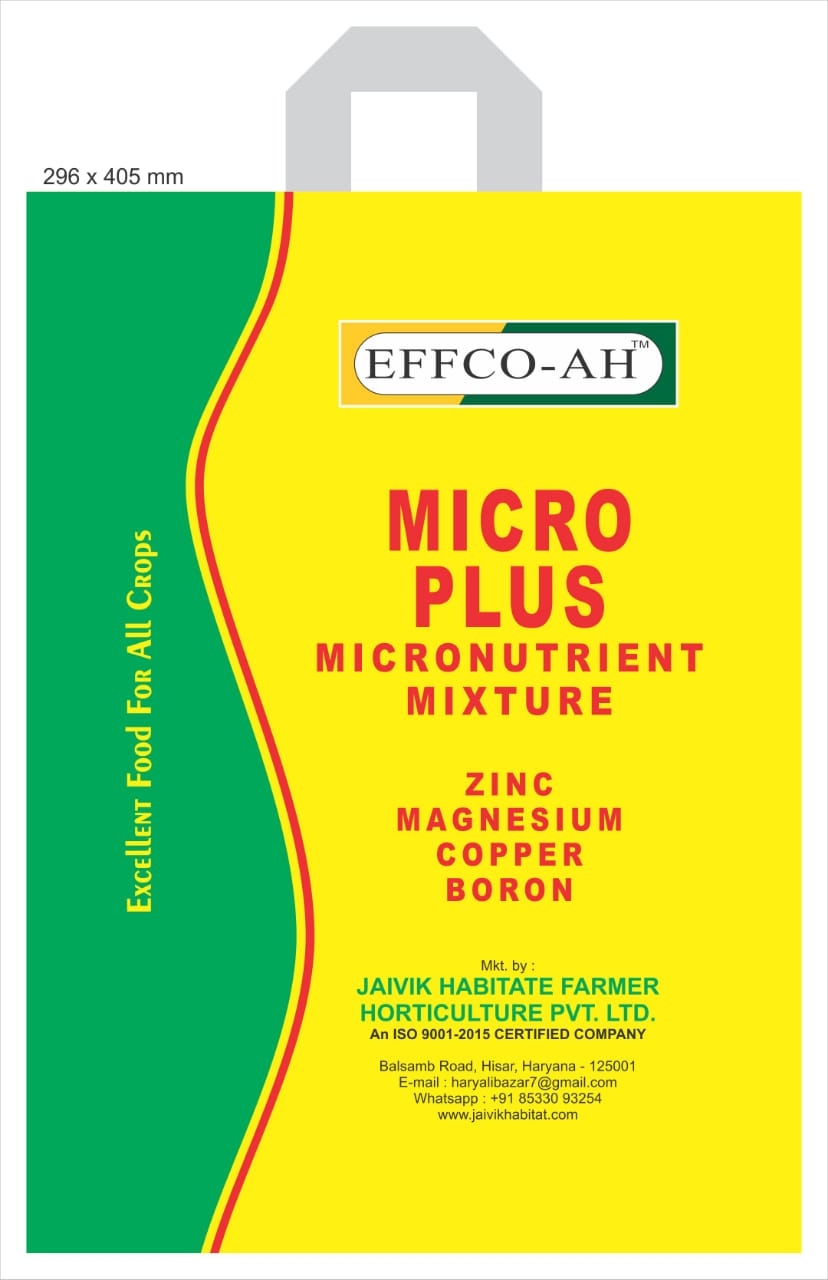 296 x 405 mm
EFFCO-AH™
MICRO
PLUS
MICRONUTRIENT
MIXTURE
ZINC
MAGNESIUM
COPPER
BORON
Excellent Food For All Crops
Mkt. by :
JAIVIK HABITATE FARMER
HORTICULTURE PVT. LTD.
An ISO 9001-2015 CERTIFIED COMPANY
Balsamb Road, Hisar, Haryana - 125001
E-mail : haryalibazar7@gmail.com
Whatsapp : +91 85330 93254
www.jaivikhabitat.com